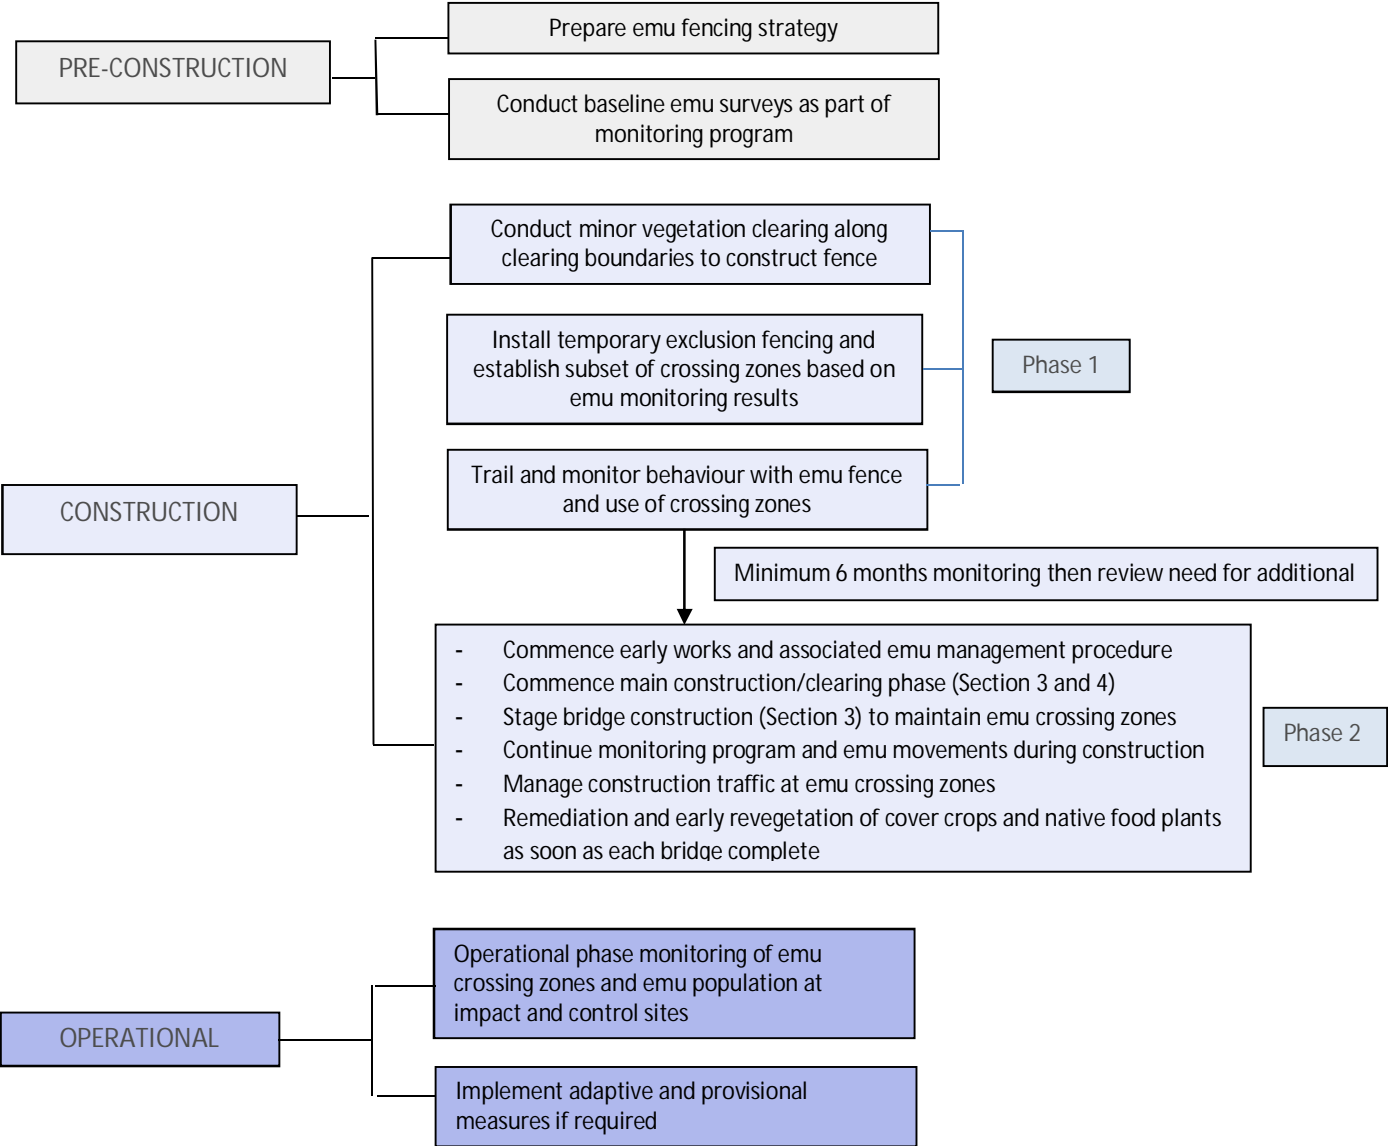 Prepare emu fencing strategy
PRE-CONSTRUCTION
Conduct baseline emu surveys as part of
monitoring program
Conduct minor vegetation clearing along
clearing boundaries to construct fence
Install temporary exclusion fencing and
establish subset of crossing zones based on
emu monitoring results
Phase 1
Trail and monitor behaviour with emu fence
and use of crossing zones
CONSTRUCTION
Minimum 6 months monitoring then review need for additional
- Commence early works and associated emu management procedure
- Commence main construction/clearing phase (Section 3 and 4)
- Stage bridge construction (Section 3) to maintain emu crossing zones
- Continue monitoring program and emu movements during construction
- Manage construction traffic at emu crossing zones
- Remediation and early revegetation of cover crops and native food plants
as soon as each bridge complete
Phase 2
Operational phase monitoring of emu
crossing zones and emu population at
impact and control sites
OPERATIONAL
Implement adaptive and provisional
measures if required